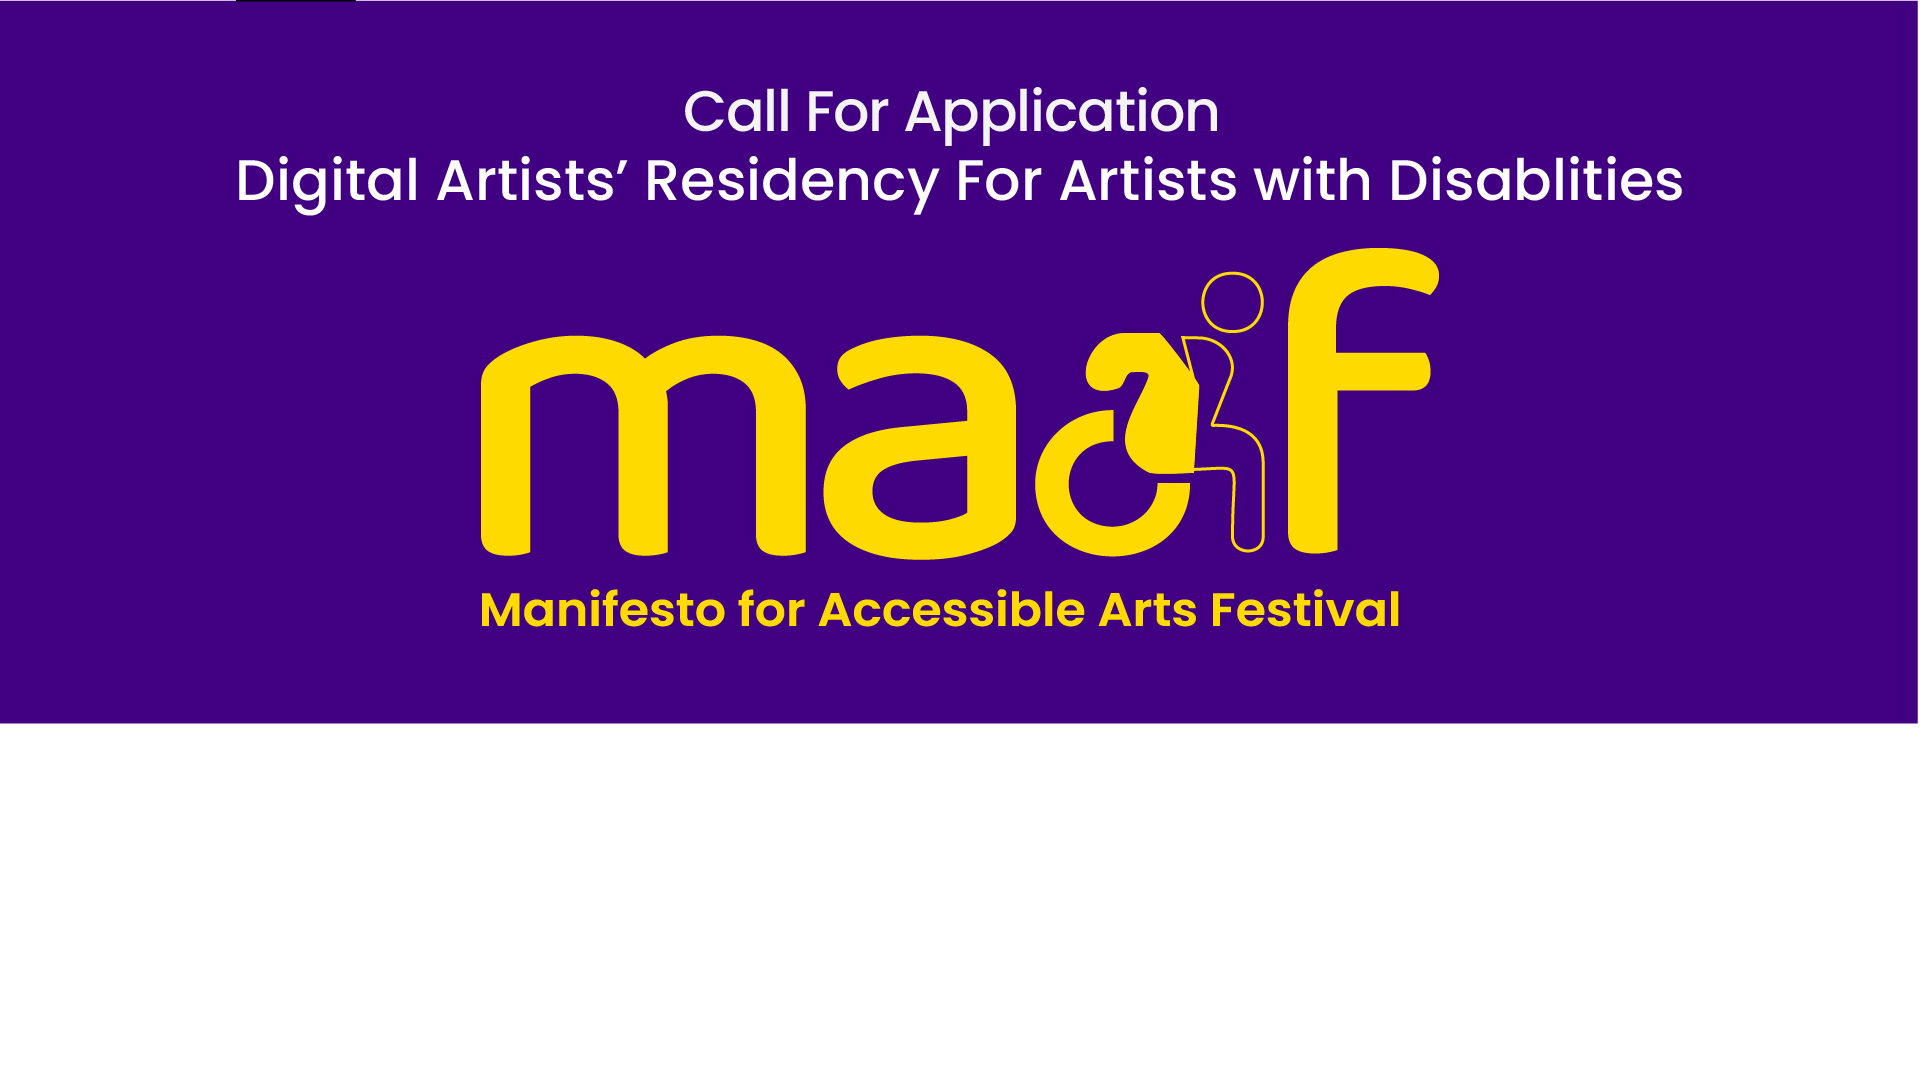 Call For Application
Digital Artists’ Residency For Artists with Disablities
maaf
Manifesto for Accessible Arts Festival